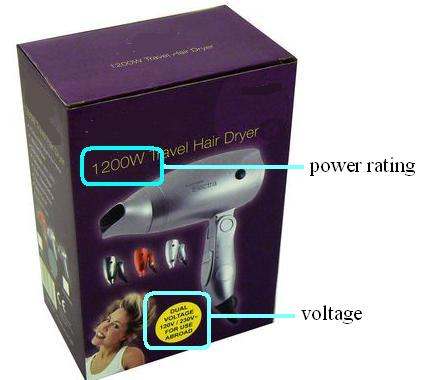 1200W Travel Hair Dryer
1200W Travel Hair Dryer
power rating
Electra
DUAL
VOLTAGE
120V / 230V~
FOR USE
ABROAD
voltage